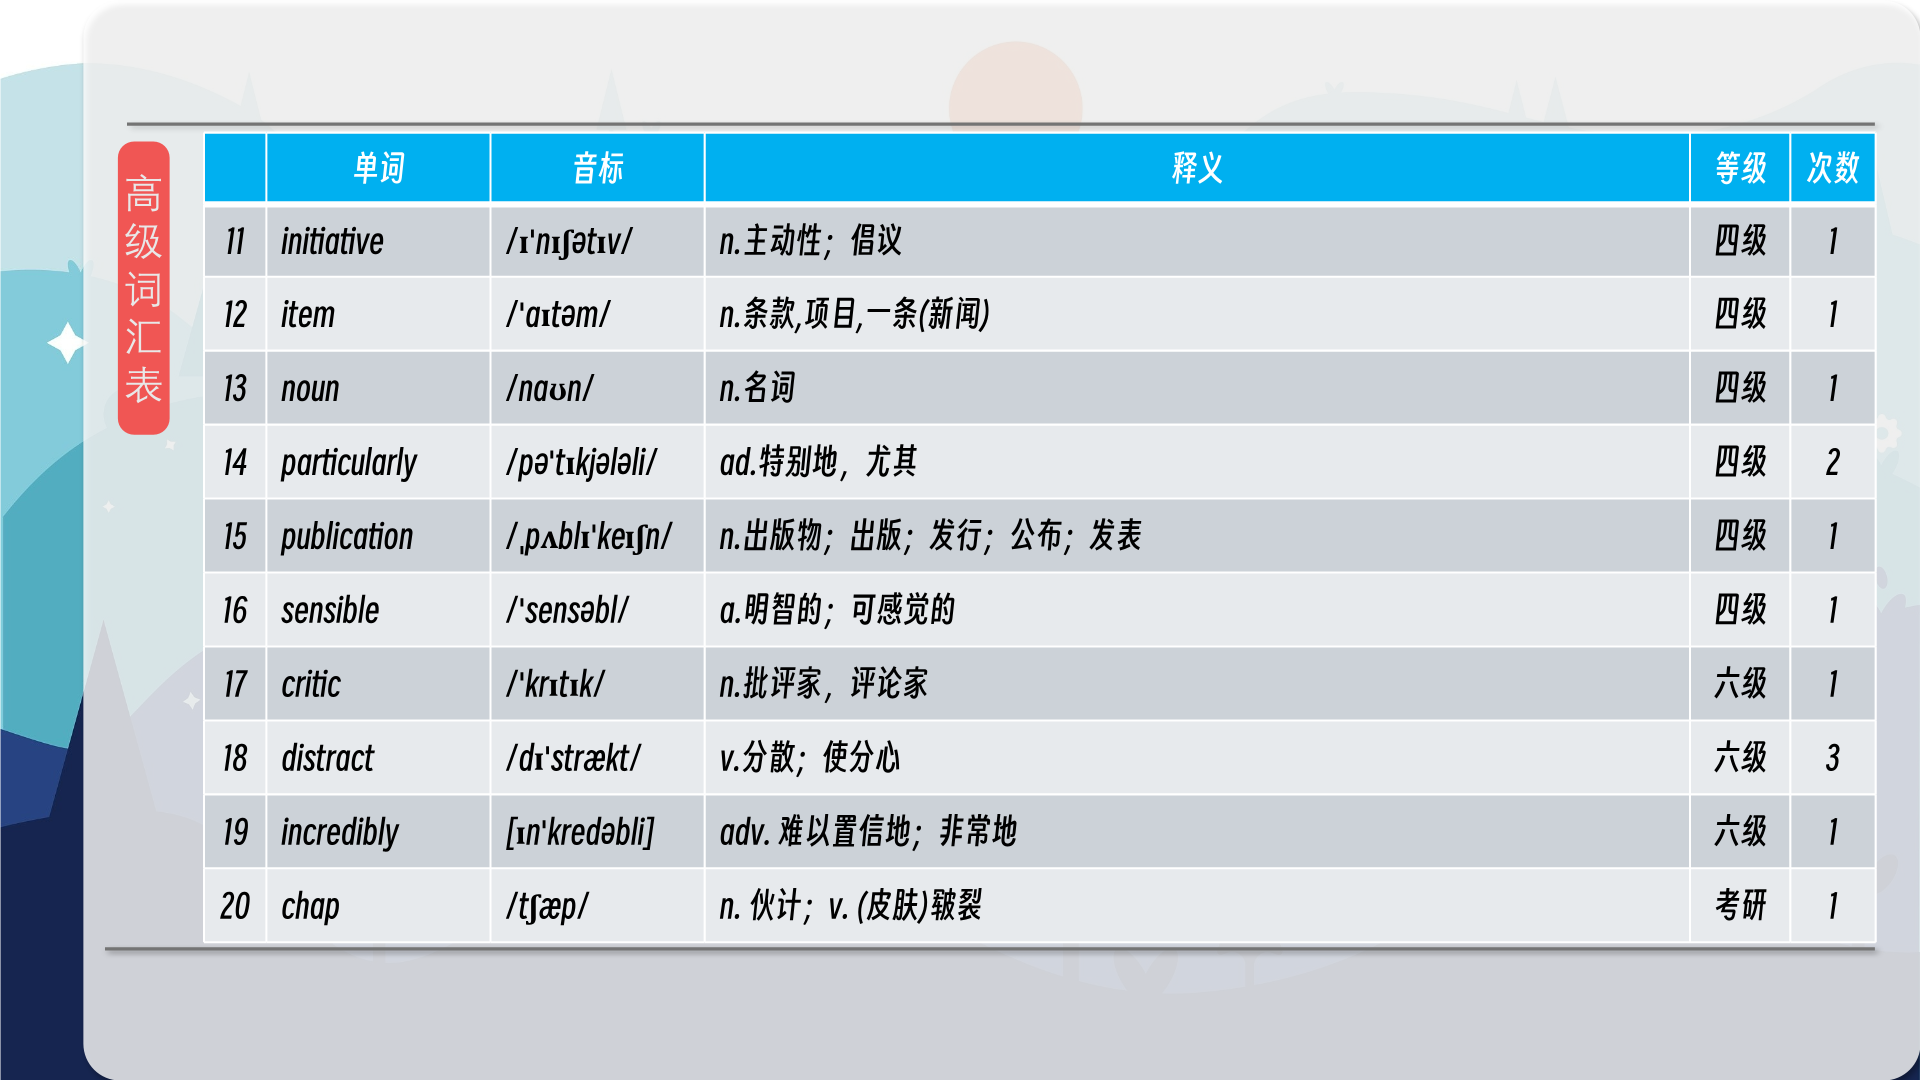 高级词汇表
单词 音标 释义 等级 次数
11 initiative /ɪ'nɪʃətɪv/ n.主动性；倡议 四级 1
12 item /'aɪtəm/ n.条款,项目,一条(新闻) 四级 1
13 noun /naʊn/ n.名词 四级 1
14 particularly /pə'tɪkjələli/ ad.特别地，尤其 四级 2
15 publication /ˌpʌblɪ'keɪʃn/ n.出版物；出版；发行；公布；发表 四级 1
16 sensible /'sensəbl/ a.明智的；可感觉的 四级 1
17 critic /'krɪtɪk/ n.批评家，评论家 六级 1
18 distract /dɪ'strækt/ v.分散；使分心 六级 3
19 incredibly [ɪn'kredəbli] adv. 难以置信地；非常地 六级 1
20 chap /tʃæp/ n. 伙计；v. (皮肤)皲裂 考研 1